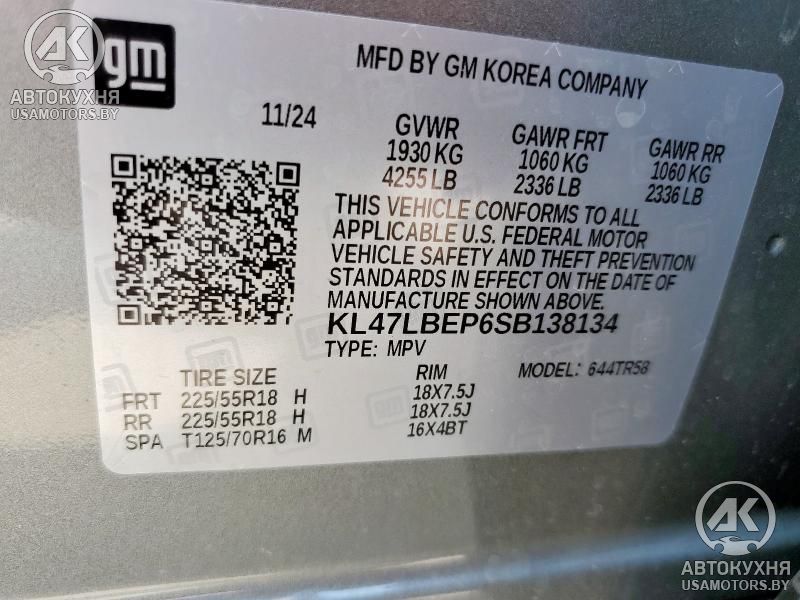 AK
АВТОКУХНЯ
USAMOTORS.BY
gm
MFD BY GM KOREA COMPANY
11/24
GVWR GAWR FRT GAWR RR
1930 KG 1060 KG 1060 KG
4255 LB 2336 LB 2336 LB
THIS VEHICLE CONFORMS TO ALL
APPLICABLE U.S. FEDERAL MOTOR
VEHICLE SAFETY AND THEFT PREVENTION
STANDARDS IN EFFECT ON THE DATE OF
MANUFACTURE SHOWN ABOVE.
KL47LBEP6SB138134
TYPE: MPV MODEL: 644TR58
TIRE SIZE RIM
FRT 225/55R18 H 18X7.5J
RR 225/55R18 H 18X7.5J
SPA T125/70R16 M 16X4BT
AK
АВТОКУХНЯ
USAMOTORS.BY